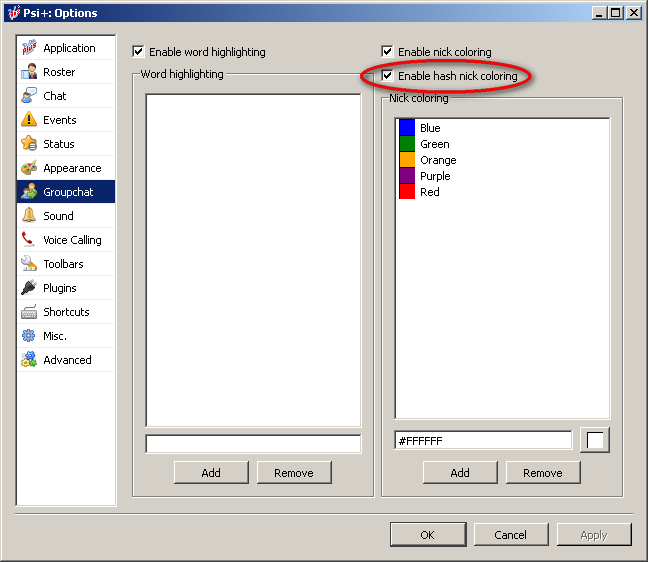 Psi+: Options
Application
Roster
Chat
Events
Status
Appearance
Groupchat
Sound
Voice Calling
Toolbars
Plugins
Shortcuts
Misc.
Advanced
Enable word highlighting
Word highlighting
Add
Remove
Enable nick coloring
Enable hash nick coloring
Nick coloring
Blue
Green
Orange
Purple
Red
#FFFFFF
Add
Remove
OK
Cancel
Apply